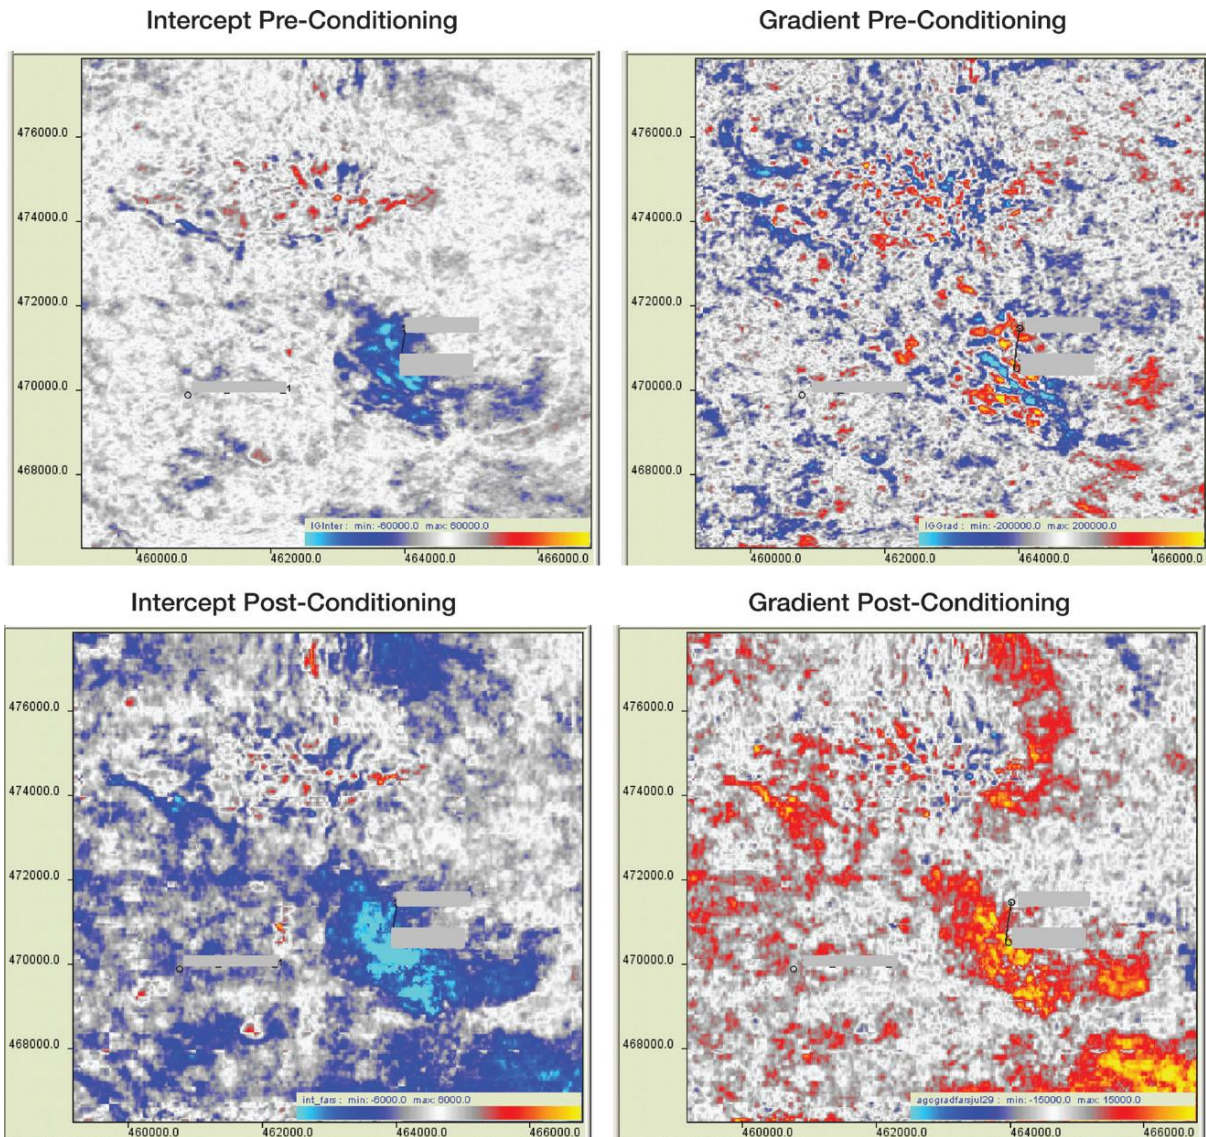 Intercept Pre-Conditioning
Gradient Pre-Conditioning
476000.0
474000.0
472000.0
470000.0
468000.0
1
IGInter : min: -60000.0 max: 60000.0
460000.0 462000.0 464000.0 466000.0
476000.0
474000.0
472000.0
470000.0
468000.0
IGGrad : min: -200000.0 max: 200000.0
460000.0 462000.0 464000.0 466000.0
Intercept Post-Conditioning
Gradient Post-Conditioning
476000.0
474000.0
472000.0
470000.0
468000.0
int_fars : min: -6000.0 max: 6000.0
460000.0 462000.0 464000.0 466000.0
476000.0
474000.0
472000.0
470000.0
468000.0
agogradfarsjul29 : min: -15000.0 max: 15000.0
460000.0 462000.0 464000.0 466000.0